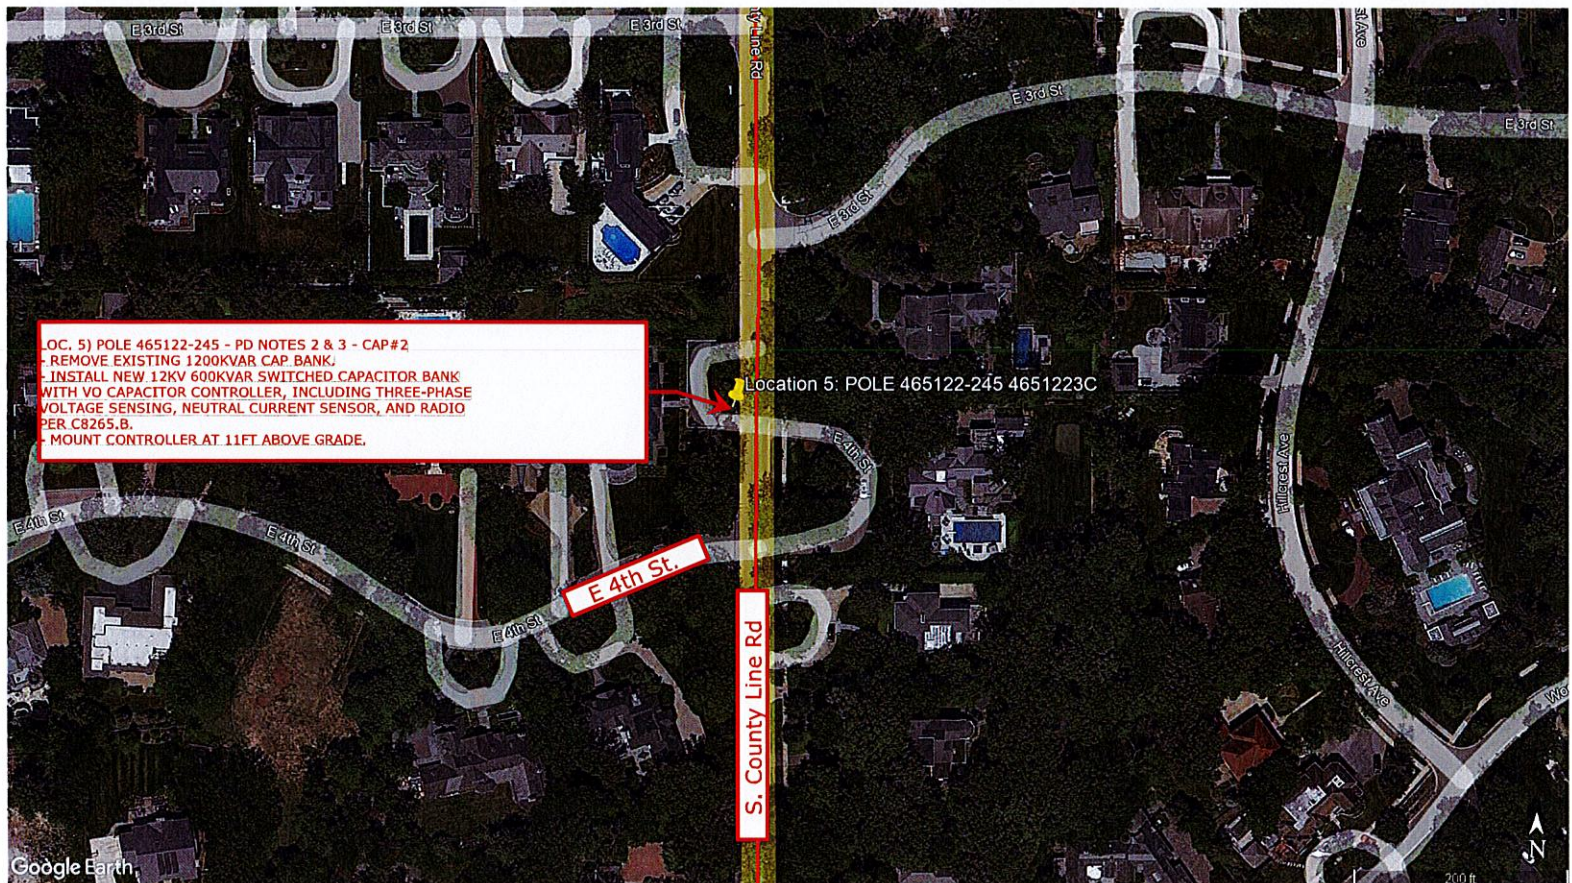 E 3rd St
E 3rd St
E 3rd St
ty Line Rd
st Ave
E 3rd St
E 3rd St
E 3rd St
LOC. 5) POLE 465122-245 - PD NOTES 2 & 3 - CAP#2
- REMOVE EXISTING 1200KVAR CAP BANK.
- INSTALL NEW 12KV 600KVAR SWITCHED CAPACITOR BANK
WITH VO CAPACITOR CONTROLLER, INCLUDING THREE-PHASE
VOLTAGE SENSING, NEUTRAL CURRENT SENSOR, AND RADIO
PER C8265.B.
- MOUNT CONTROLLER AT 11FT ABOVE GRADE.
Location 5: POLE 465122-245 4651223C
E 4th St
Hillcrest Ave
E 4th St
E 4th St
E 4th St.
E 4th St
S. County Line Rd
Hillcrest Ave
Wo
N
Google Earth
200 ft